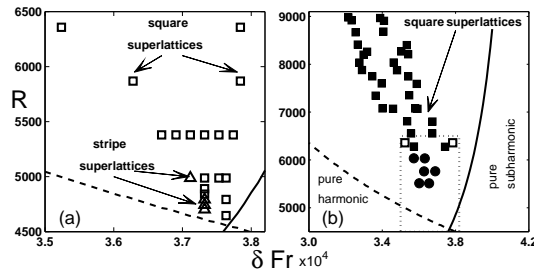 square
superlattices
stripe
superlattices
R
6500
6000
5500
5000
4500
3.5
3.6
3.7
3.8
(a)
square superlattices
pure
harmonic
pure
subharmonic
9000
8000
7000
6000
5000
3.0
3.4
3.8
4.2
(b)
δ Fr x10⁴